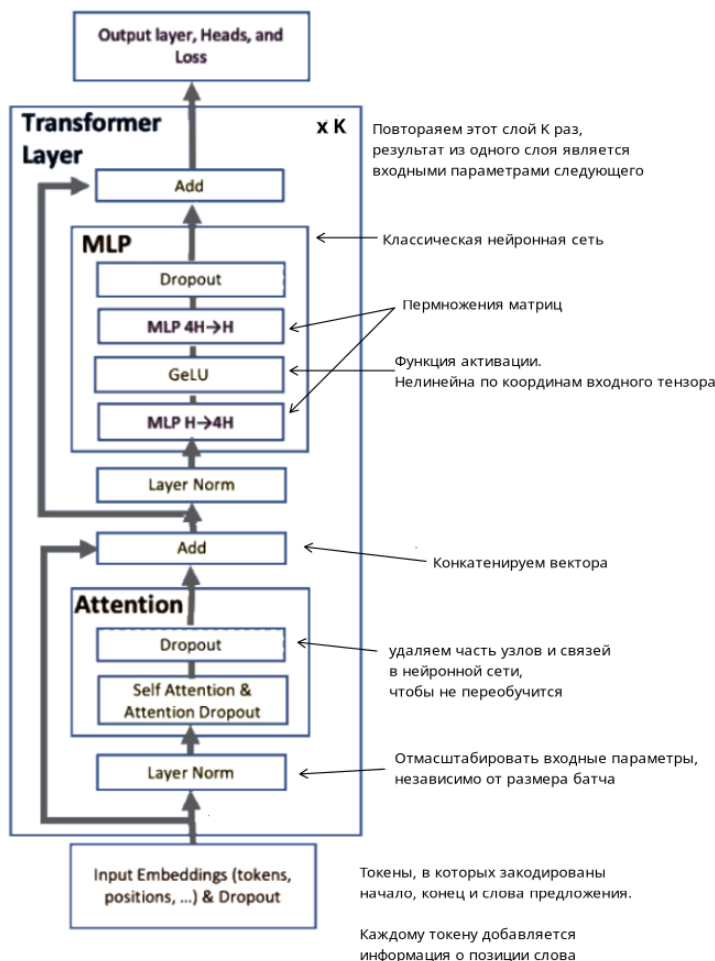 Output layer, Heads, and
Loss
Transformer
Layer
x K
Повтораяем этот слой К раз,
результат из одного слоя является
входными параметрами следующего
Add
MLP
Классическая нейронная сеть
Dropout
Пермножения матриц
MLP 4H→H
Функция активации.
Нелинейна по координам входного тензора
GeLU
MLP H→4H
Layer Norm
Add
Конкатенируем вектора
Attention
Dropout
удаляем часть узлов и связей
в нейронной сети,
чтобы не переобучится
Self Attention &
Attention Dropout
Отмасштабировать входные параметры,
независимо от размера батча
Layer Norm
Input Embeddings (tokens,
positions, ...) & Dropout
Токены, в которых закодированы
начало, конец и слова предложения.
Каждому токену добавляется
информация о позиции слова